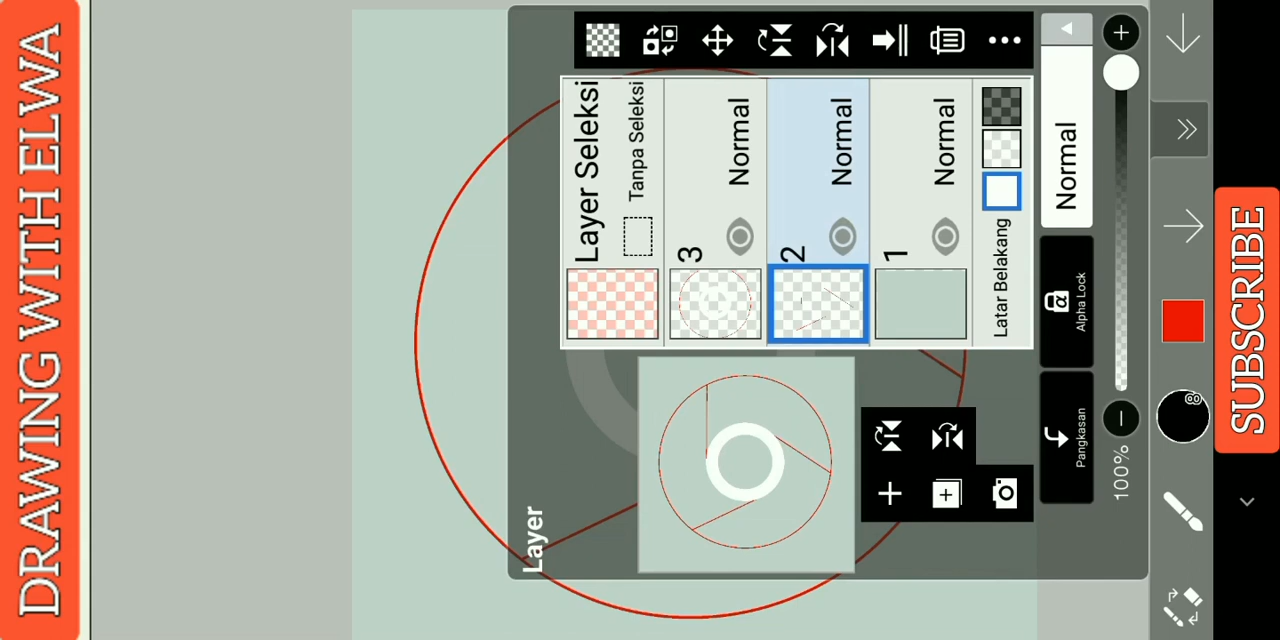 DRAWING WITH ELWA
Layer
Layer Seleksi
Tanpa Seleksi
3
Normal
2
Normal
1
Normal
Latar Belakang
Normal
α
Alpha Lock
Pangkasan
100%
8
SUBSCRIBE